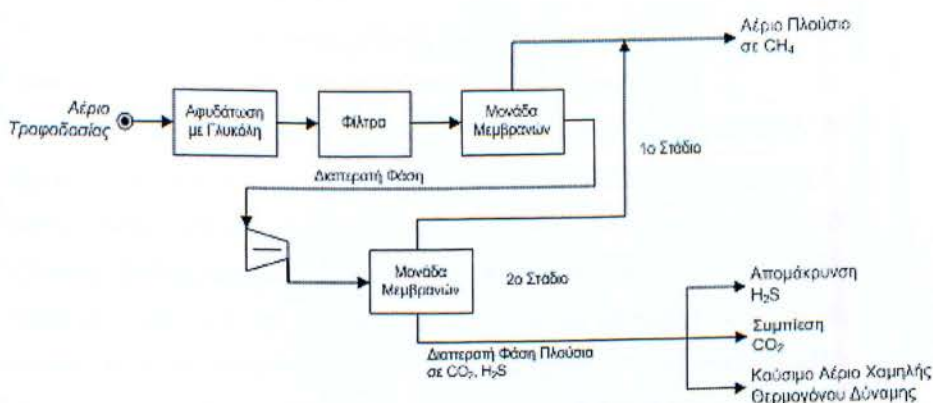 Αέριο Πλούσιο
σε CH₄
Αέριο
Τροφοδασίας
Αφυδάτωση
με Γλυκόλη
Φίλτρα
Μονάδα
Μεμβρανών
1ο Στάδιο
Διαπερατή Φάση
Μονάδα
Μεμβρανών
2ο Στάδιο
Απομάκρυνση
H₂S
Συμπίεση
CO₂
Διαπερατή Φάση Πλούσια
σε CO₂, H₂S
Καύσιμο Αέριο Χαμηλής
Θερμογόνου Δύναμης